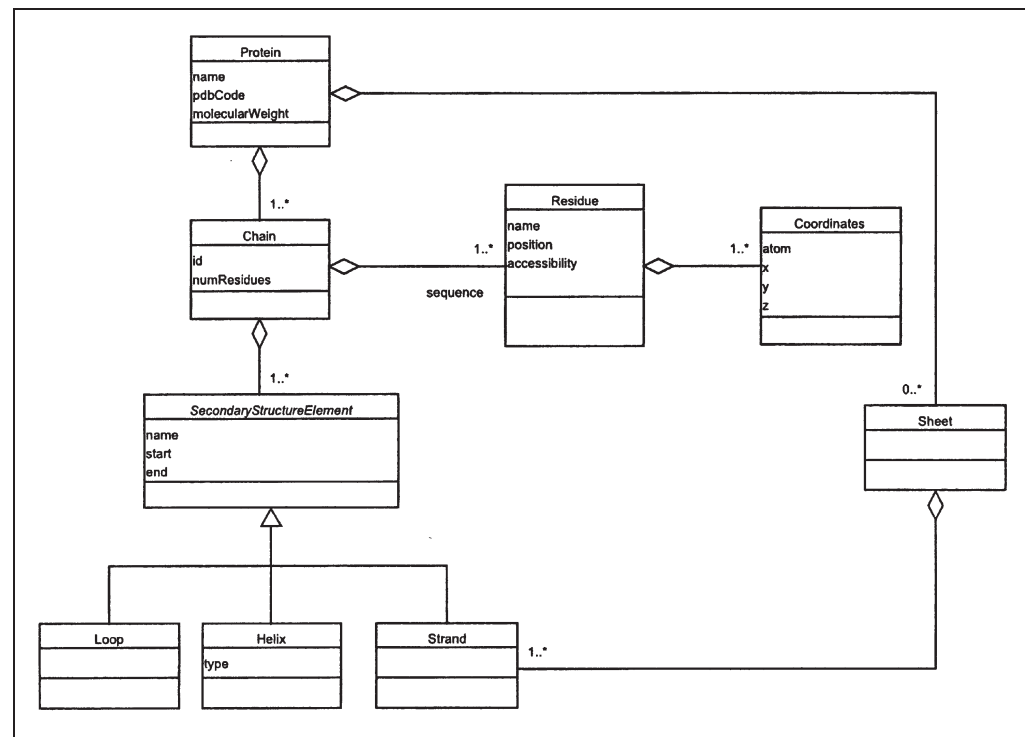 Protein
name
pdbCode
molecularWeight
1..*
Chain
id
numResidues
1..*
sequence
Residue
name
position
accessibility
1..*
Coordinates
atom
x
y
z
1..*
SecondaryStructureElement
name
start
end
0..*
Sheet
Loop
Helix
type
Strand
1..*